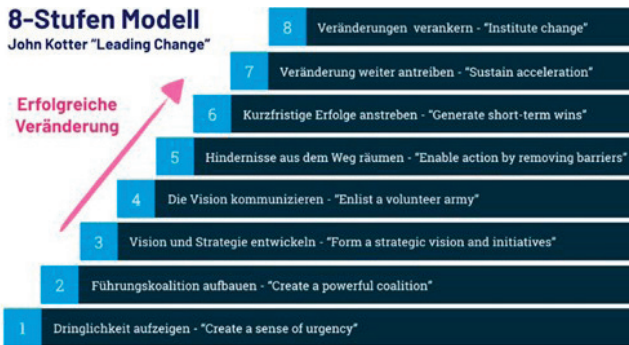 8-Stufen Modell
John Kotter “Leading Change”
Erfolgreiche
Veränderung
8 Veränderungen verankern - “Institute change”
7 Veränderung weiter antreiben - “Sustain acceleration”
6 Kurzfristige Erfolge anstreben - “Generate short-term wins”
5 Hindernisse aus dem Weg räumen - “Enable action by removing barriers”
4 Die Vision kommunizieren - “Enlist a volunteer army”
3 Vision und Strategie entwickeln - “Form a strategic vision and initiatives”
2 Führungskoalition aufbauen - “Create a powerful coalition”
1 Dringlichkeit aufzeigen - “Create a sense of urgency”